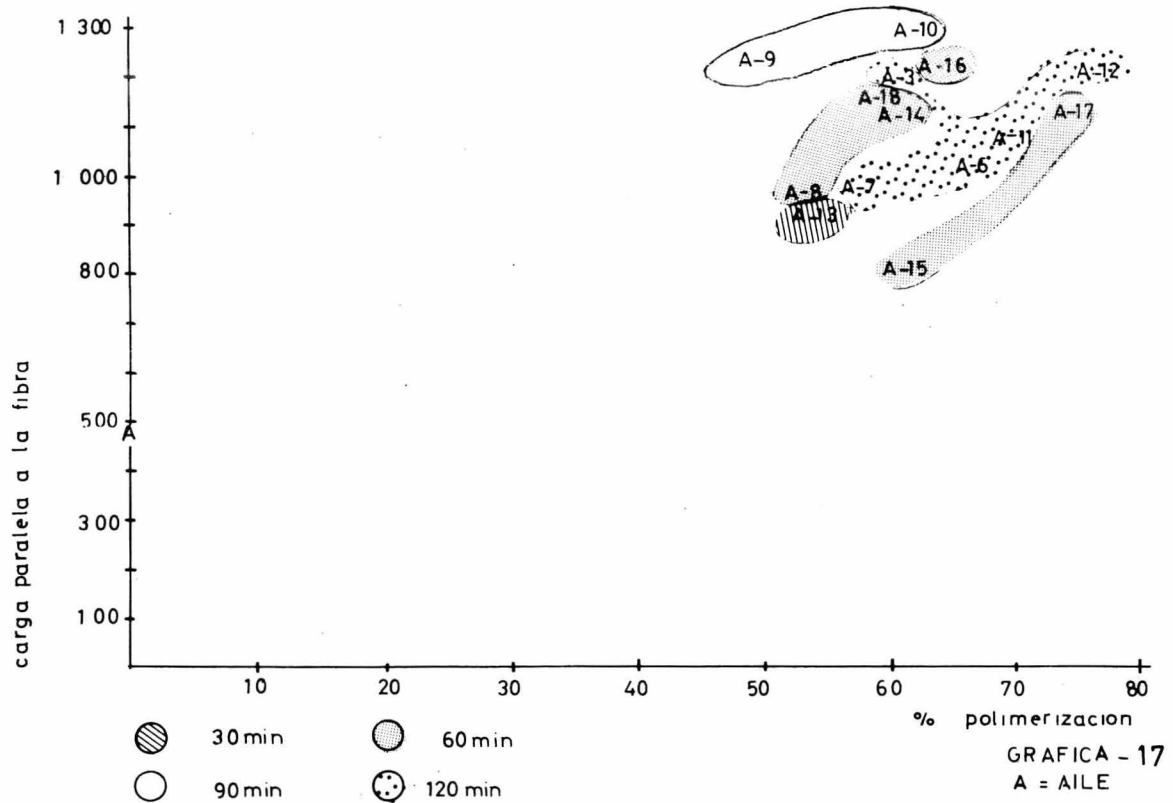 1 300
A-10
A-9
A-16
A-3
A-12
A-18
A-14
A-17
A-11
1 000
A-6
A-8
A-7
A-13
800
A-15
carga paralela a la fibra
500
A
300
100
10 20 30 40 50 60 70 80
% polimerizacion
30 min 60 min
90 min 120 min
GRAFICA - 17
A = AILE